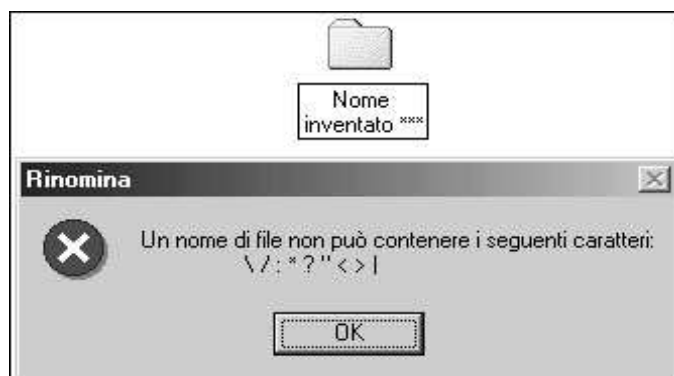 Nome
inventato ***
Rinomina
Un nome di file non può contenere i seguenti caratteri:
\ / : * ? " < > |
OK